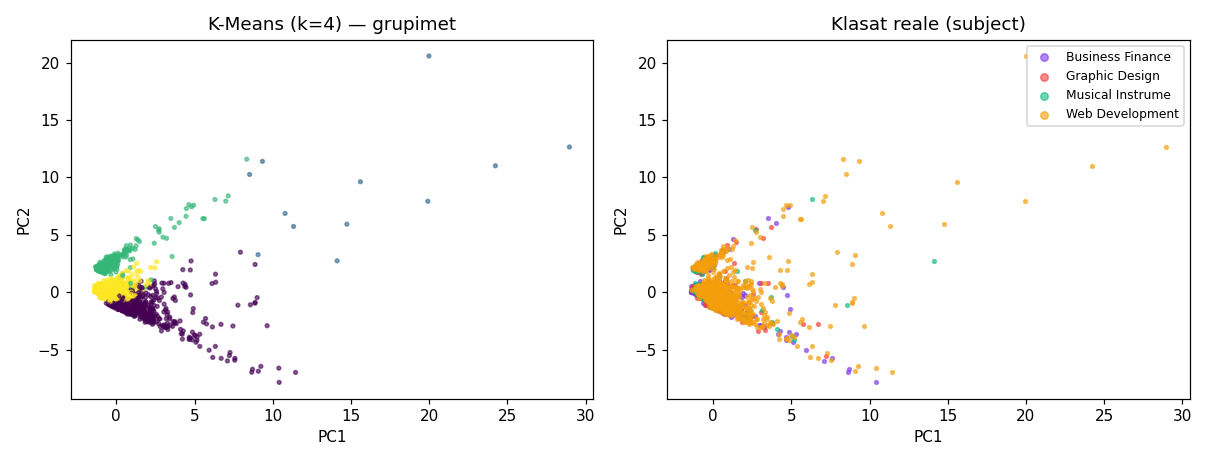 K-Means (k=4) — grupimet
20
15
10
5
0
−5
PC2
0
5
10
15
20
25
30
PC1
Klasat reale (subject)
Business Finance
Graphic Design
Musical Instrume
Web Development
20
15
10
5
0
−5
PC2
0
5
10
15
20
25
30
PC1